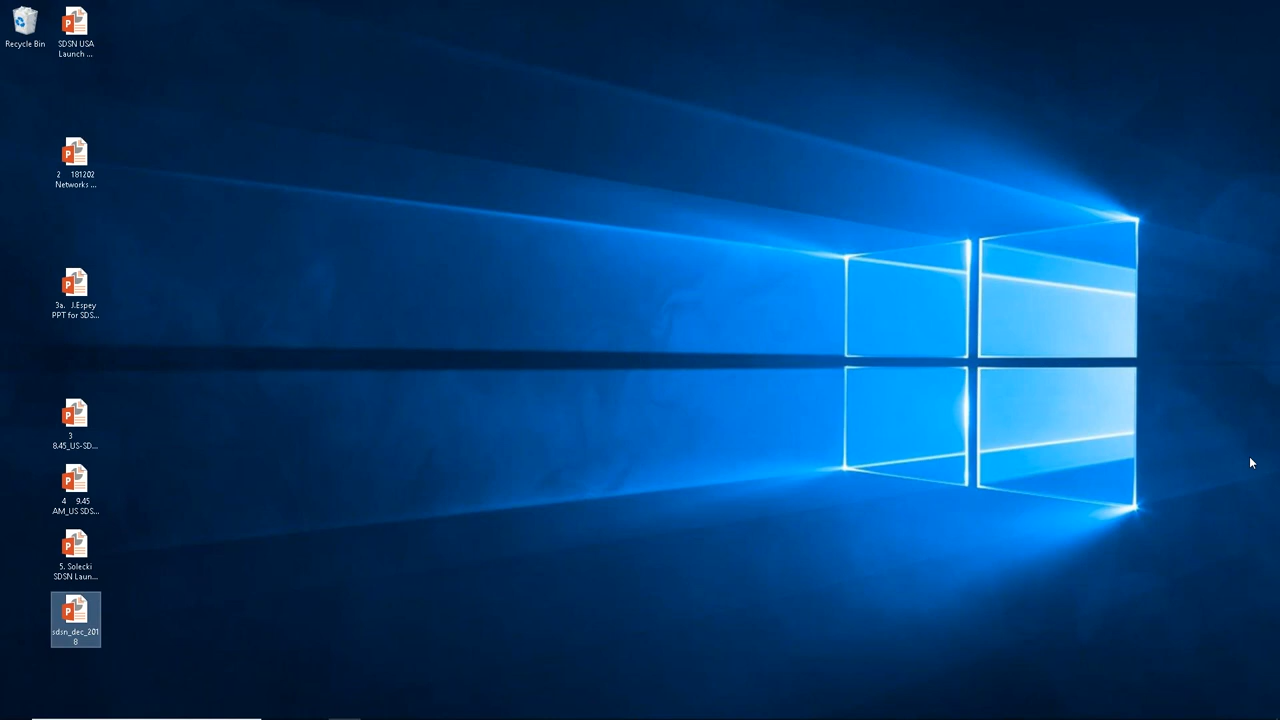 Recycle Bin
SDSN USA
Launch ...
2 181202
Networks ...
3a. J.Espey
PPT for SDS...
3
8.45_US-SD...
4 9.45
AM_US SDS...
5. Solecki
SDSN Laun...
sdsn_dec_201
8